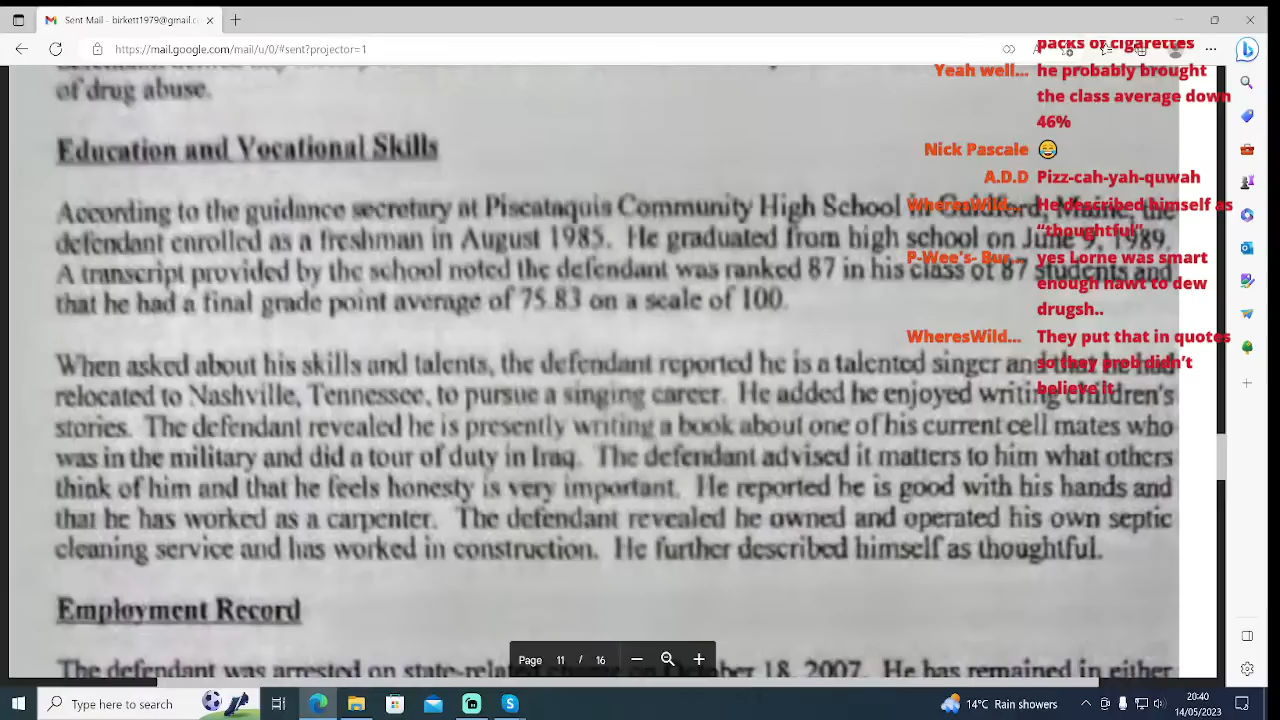 Sent Mail - birkett1979@gmail.c
https://mail.google.com/mail/u/0/#sent?projector=1
of drug abuse.
Education and Vocational Skills
According to the guidance secretary at Piscataquis Community High School in Guildford, Maine, the
defendant enrolled as a freshman in August 1985. He graduated from high school on June 9, 1989.
A transcript provided by the school noted the defendant was ranked 87 in his class of 87 students and
that he had a final grade point average of 75.83 on a scale of 100.
When asked about his skills and talents, the defendant reported he is a talented singer and
relocated to Nashville, Tennessee, to pursue a singing career. He added he enjoyed writing children's
stories. The defendant revealed he is presently writing a book about one of his current cell mates who
was in the military and did a tour of duty in Iraq. The defendant advised it matters to him what others
think of him and that he feels honesty is very important. He reported he is good with his hands and
that he has worked as a carpenter. The defendant revealed he owned and operated his own septic
cleaning service and has worked in construction. He further described himself as thoughtful.
Employment Record
The defendant was arrested on state-related October 18, 2007. He has remained in either
Page 11 / 16
packs of cigarettes
Yeah well... he probably brought
the class average down
46%
Nick Pascale 😂
A.D.D Pizz-cah-yah-quwah
WheresWild... He described himself as
“thoughtful”
P-Wee's- Bur... yes Lorne was smart
enough nawt to dew
drugsh..
WheresWild... They put that in quotes
so they prob didn’t
believe it
Type here to search
14°C Rain showers
20:40
14/05/2023